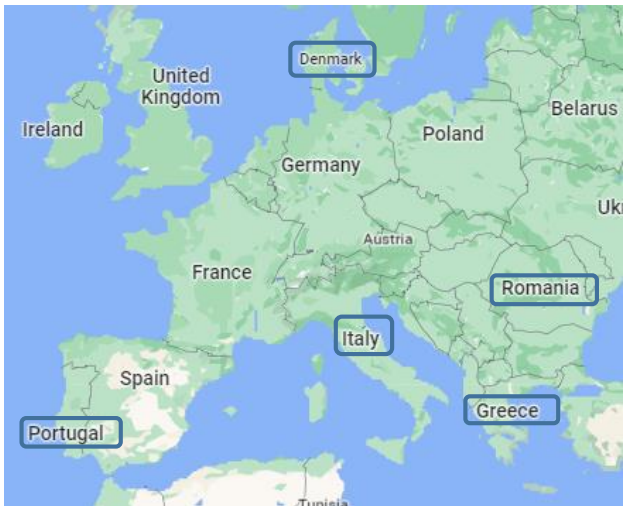 Denmark
United
Kingdom
Ireland
Belarus
Poland
Germany
Ukr
Austria
France
Romania
Italy
Spain
Greece
Portugal
Tunisia